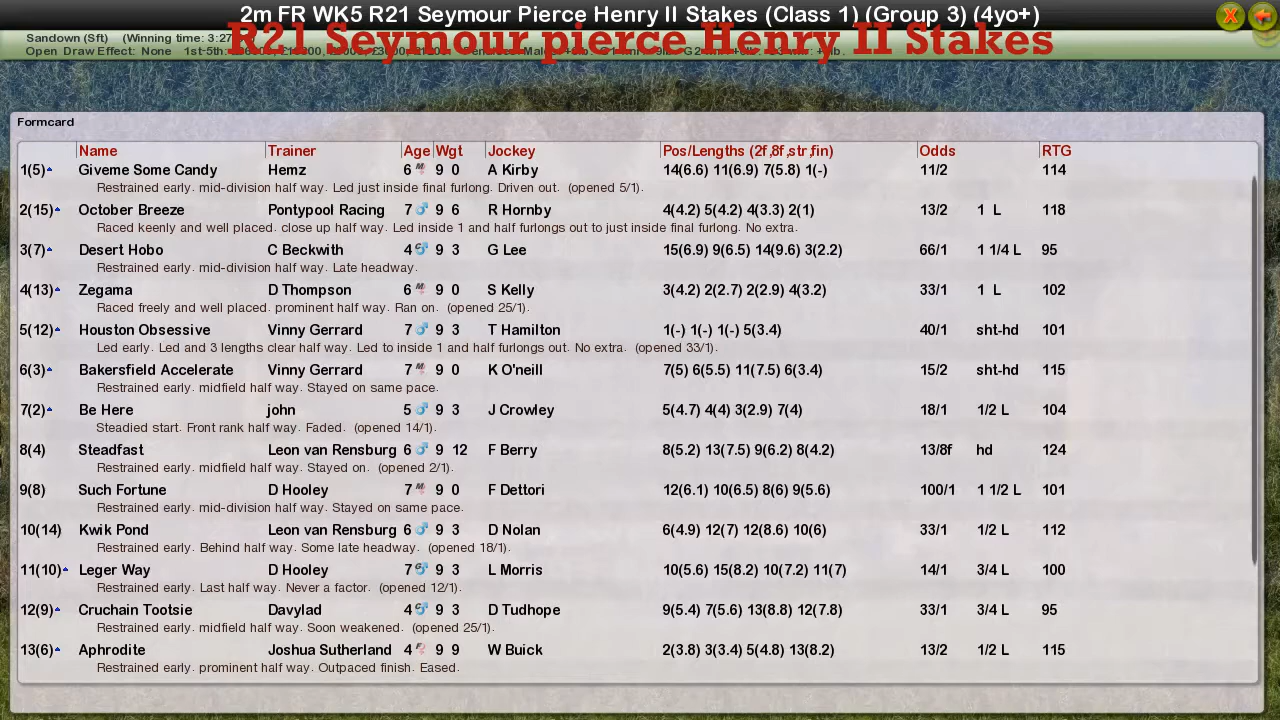 2m FR WK5 R21 Seymour Pierce Henry II Stakes (Class 1) (Group 3) (4yo+)
R21 Seymour pierce Henry II Stakes
Sandown (Sft) (Winning time: 3:27
Open Draw Effect: None 1st-5th:
Formcard
Name Trainer Age Wgt Jockey Pos/Lengths (2f,8f,str,fin) Odds RTG
1(5) Giveme Some Candy Hemz 6 9 0 A Kirby 14(6.6) 11(6.9) 7(5.8) 1(-) 11/2 114
Restrained early. mid-division half way. Led just inside final furlong. Driven out. (opened 5/1).
2(15) October Breeze Pontypool Racing 7 9 6 R Hornby 4(4.2) 5(4.2) 4(3.3) 2(1) 13/2 1 L 118
Raced keenly and well placed. close up half way. Led inside 1 and half furlongs out to just inside final furlong. No extra.
3(7) Desert Hobo C Beckwith 4 9 3 G Lee 15(6.9) 9(6.5) 14(9.6) 3(2.2) 66/1 1 1/4 L 95
Restrained early. mid-division half way. Late headway.
4(13) Zegama D Thompson 6 9 0 S Kelly 3(4.2) 2(2.7) 2(2.9) 4(3.2) 33/1 1 L 102
Raced freely and well placed. prominent half way. Ran on. (opened 25/1).
5(12) Houston Obsessive Vinny Gerrard 7 9 3 T Hamilton 1(-) 1(-) 1(-) 5(3.4) 40/1 sht-hd 101
Led early. Led and 3 lengths clear half way. Led to inside 1 and half furlongs out. No extra. (opened 33/1).
6(3) Bakersfield Accelerate Vinny Gerrard 7 9 0 K O'neill 7(5) 6(5.5) 11(7.5) 6(3.4) 15/2 sht-hd 115
Restrained early. midfield half way. Stayed on same pace.
7(2) Be Here john 5 9 3 J Crowley 5(4.7) 4(4) 3(2.9) 7(4) 18/1 1/2 L 104
Steadied start. Front rank half way. Faded. (opened 14/1).
8(4) Steadfast Leon van Rensburg 6 9 12 F Berry 8(5.2) 13(7.5) 9(6.2) 8(4.2) 13/8f hd 124
Restrained early. midfield half way. Stayed on. (opened 2/1).
9(8) Such Fortune D Hooley 7 9 0 F Dettori 12(6.1) 10(6.5) 8(6) 9(5.6) 100/1 1 1/2 L 101
Restrained early. mid-division half way. Stayed on same pace.
10(14) Kwik Pond Leon van Rensburg 6 9 3 D Nolan 6(4.9) 12(7) 12(8.6) 10(6) 33/1 1/2 L 112
Restrained early. Behind half way. Some late headway. (opened 18/1).
11(10) Leger Way D Hooley 7 9 3 L Morris 10(5.6) 15(8.2) 10(7.2) 11(7) 14/1 3/4 L 100
Restrained early. Last half way. Never a factor. (opened 12/1).
12(9) Cruchain Tootsie Davylad 4 9 3 D Tudhope 9(5.4) 7(5.6) 13(8.8) 12(7.8) 33/1 3/4 L 95
Restrained early. midfield half way. Soon weakened. (opened 25/1).
13(6) Aphrodite Joshua Sutherland 4 9 9 W Buick 2(3.8) 3(3.4) 5(4.8) 13(8.2) 13/2 1/2 L 115
Restrained early. prominent half way. Outpaced finish. Eased.